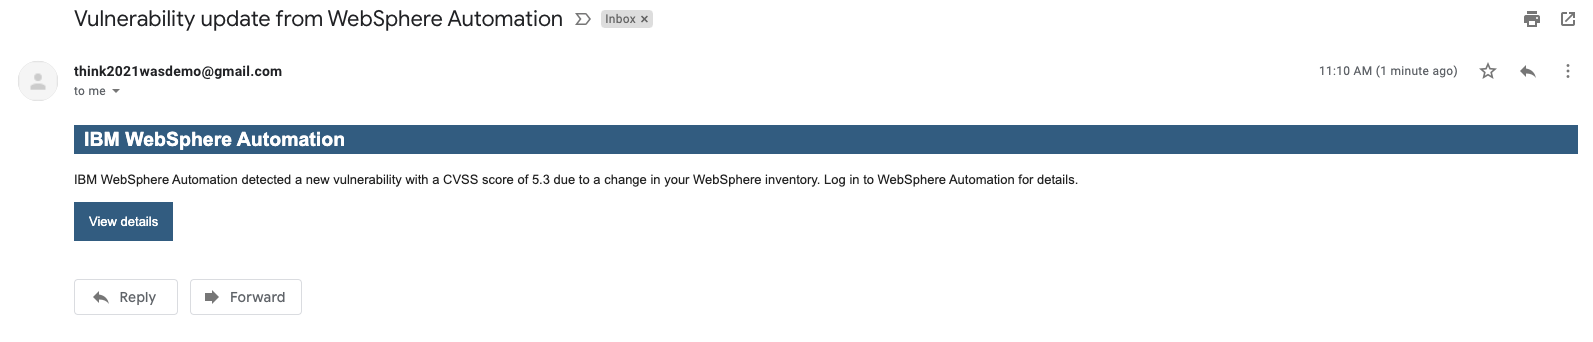 Vulnerability update from WebSphere Automation Inbox ×
think2021wasdemo@gmail.com 11:10 AM (1 minute ago)
to me
IBM WebSphere Automation
IBM WebSphere Automation detected a new vulnerability with a CVSS score of 5.3 due to a change in your WebSphere inventory. Log in to WebSphere Automation for details.
View details
Reply Forward